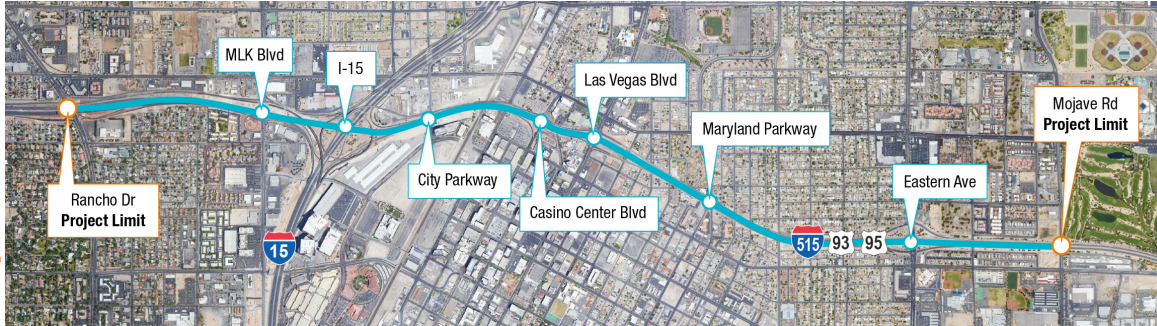 MLK Blvd
I-15
Las Vegas Blvd
Mojave Rd
Project Limit
Maryland Parkway
City Parkway
Eastern Ave
Rancho Dr
Project Limit
Casino Center Blvd
15
515
93
95